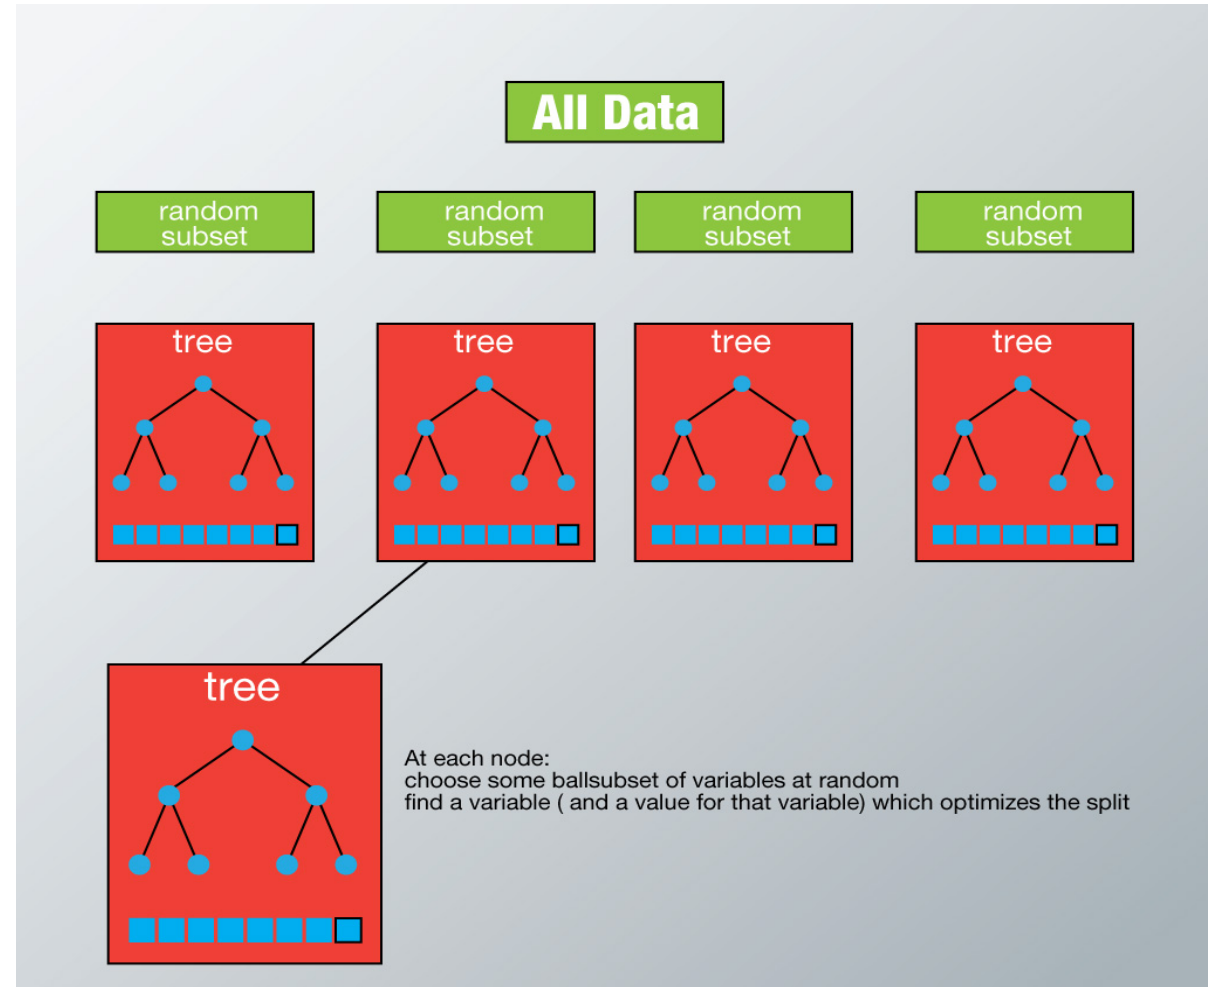 All Data
random
subset
random
subset
random
subset
random
subset
tree
tree
tree
tree
tree
At each node:
choose some ballsubset of variables at random
find a variable ( and a value for that variable) which optimizes the split